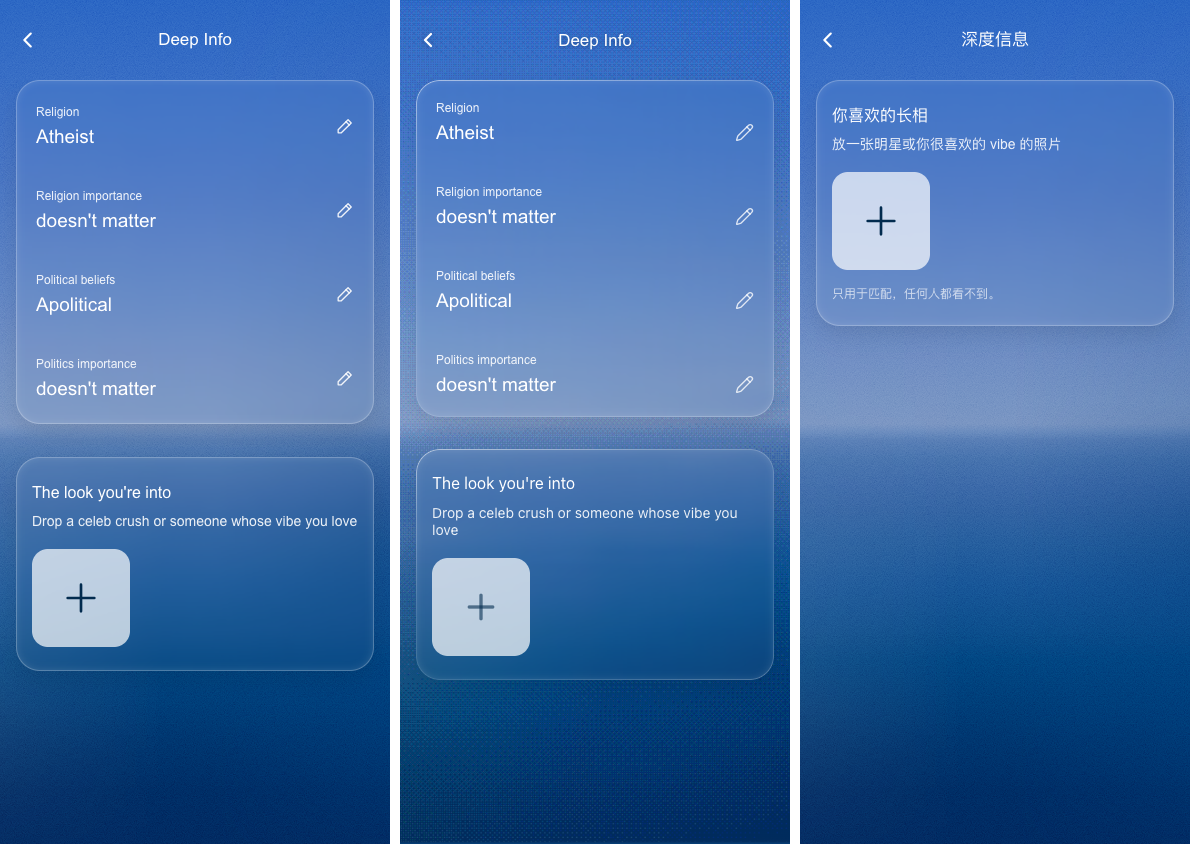 Deep Info
Religion
Atheist
Religion importance
doesn't matter
Political beliefs
Apolitical
Politics importance
doesn't matter
The look you're into
Drop a celeb crush or someone whose vibe you love
Deep Info
Religion
Atheist
Religion importance
doesn't matter
Political beliefs
Apolitical
Politics importance
doesn't matter
The look you're into
Drop a celeb crush or someone whose vibe you
love
深度信息
你喜欢的长相
放一张明星或你很喜欢的 vibe 的照片
只用于匹配，任何人都看不到。